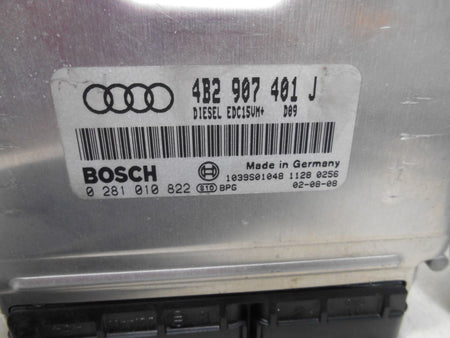 4B2 907 401 J
DIESEL EDC15VM+ D09
BOSCH
Made in Germany
0 281 010 822 S10 BPG
1039S01048 1128 0256
02-08-08